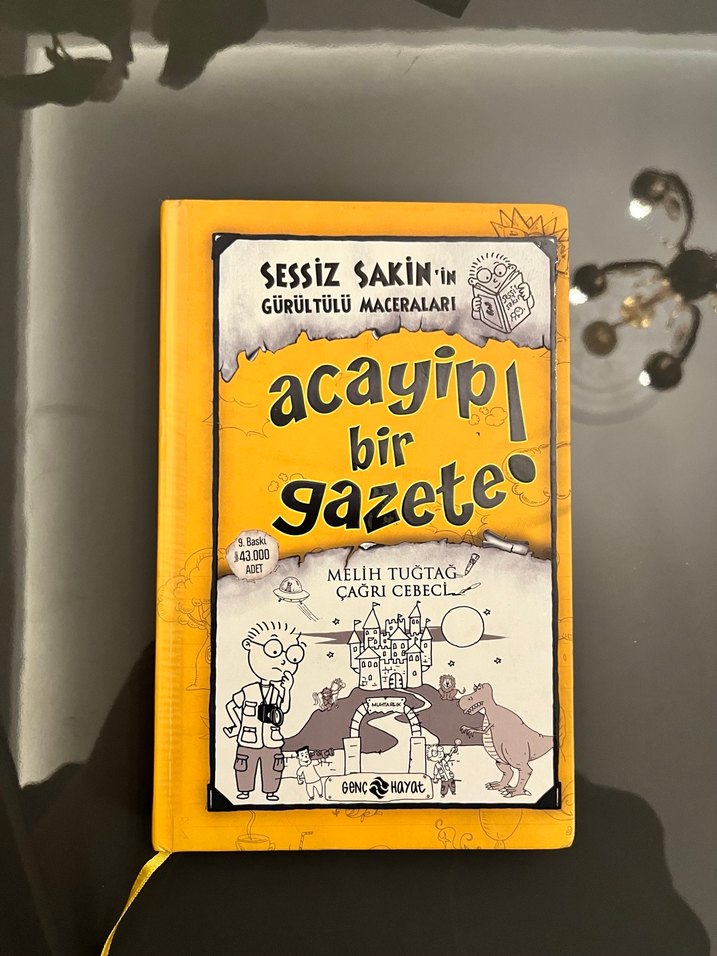 SESSİZ SAKİN'İN
GÜRÜLTÜLÜ MACERALARI
acayip
bir
gazete!
9. Baskı
43.000
ADET
MELİH TUĞTAĞ
ÇAĞRI CEBECİ
MUHTARLIK
GENÇ HAYAT